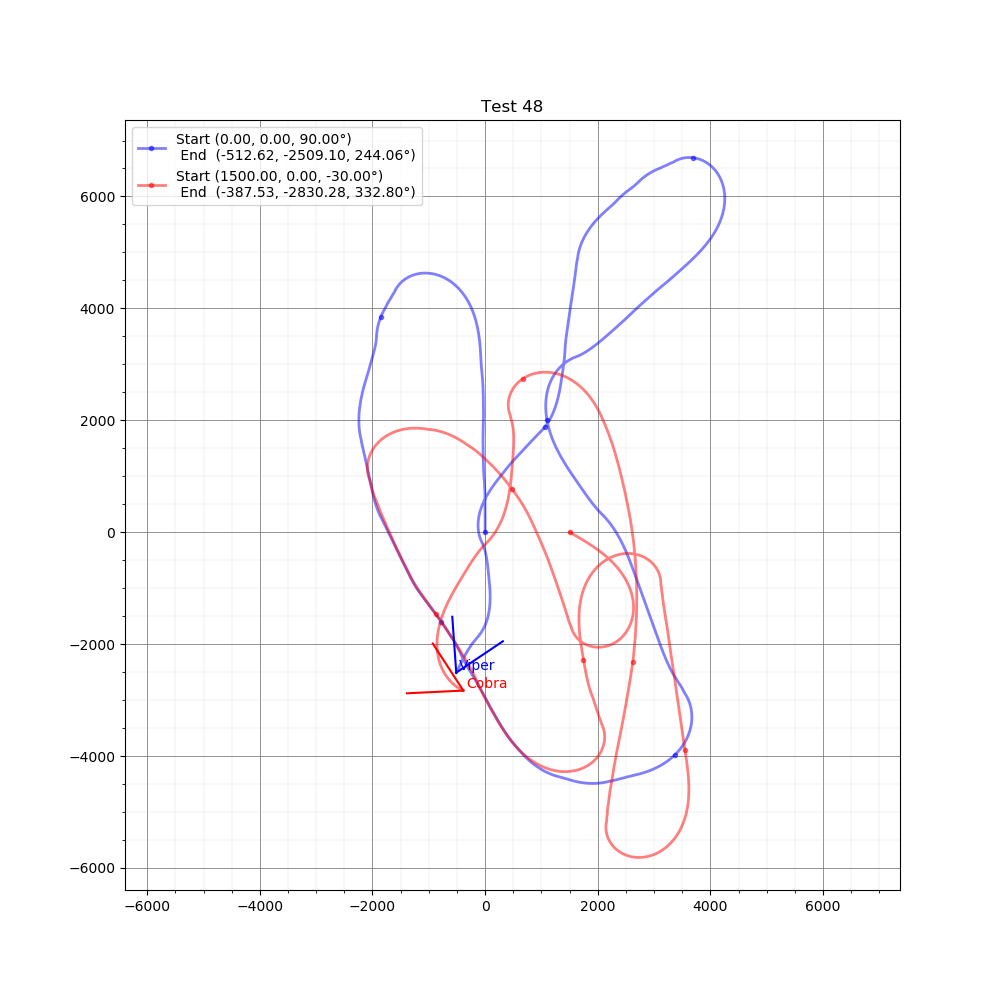 Test 48
Start (0.00, 0.00, 90.00°)
End  (-512.62, -2509.10, 244.06°)
Start (1500.00, 0.00, -30.00°)
End  (-387.53, -2830.28, 332.80°)
6000
4000
2000
0
−2000
−4000
−6000
Viper
Cobra
−6000 −4000 −2000 0 2000 4000 6000